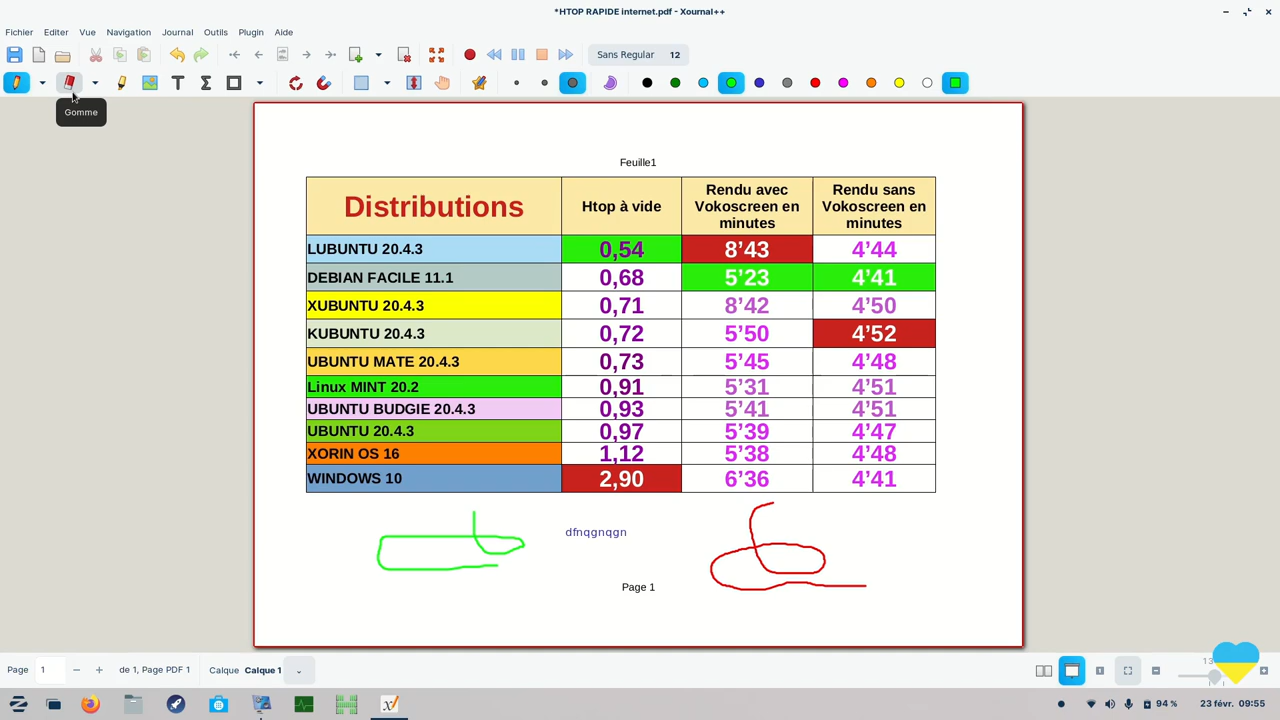 *HTOP RAPIDE internet.pdf - Xournal++
Fichier Editer Vue Navigation Journal Outils Plugin Aide
Sans Regular 12
Gomme
Feuille1
Distributions Htop à vide Rendu avec Vokoscreen en minutes Rendu sans Vokoscreen en minutes
LUBUNTU 20.4.3 0,54 8’43 4’44
DEBIAN FACILE 11.1 0,68 5’23 4’41
XUBUNTU 20.4.3 0,71 8’42 4’50
KUBUNTU 20.4.3 0,72 5’50 4’52
UBUNTU MATE 20.4.3 0,73 5’45 4’48
Linux MINT 20.2 0,91 5’31 4’51
UBUNTU BUDGIE 20.4.3 0,93 5’41 4’51
UBUNTU 20.4.3 0,97 5’39 4’47
XORIN OS 16 1,12 5’38 4’48
WINDOWS 10 2,90 6’36 4’41
dfnqgnqgn
Page 1
Page 1 de 1, Page PDF 1 Calque Calque 1
94 % 23 févr. 09:55